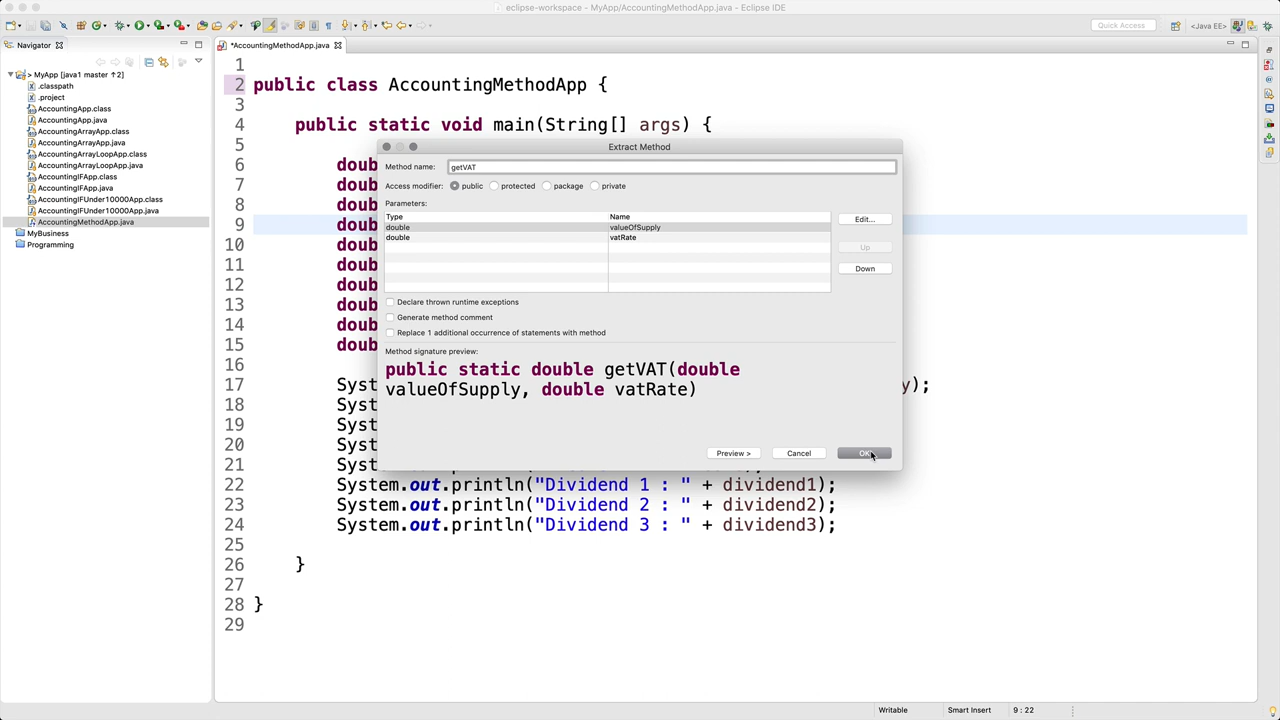 eclipse-workspace - MyApp/AccountingMethodApp.java - Eclipse IDE
Quick Access
<Java EE>
Navigator
*AccountingMethodApp.java
> MyApp [java1 master ↑2]
.classpath
.project
AccountingApp.class
AccountingApp.java
AccountingArrayApp.class
AccountingArrayApp.java
AccountingArrayLoopApp.class
AccountingArrayLoopApp.java
AccountingIFApp.class
AccountingIFApp.java
AccountingIFUnder10000App.class
AccountingIFUnder10000App.java
AccountingMethodApp.java
MyBusiness
Programming
1
2 public class AccountingMethodApp {
3
4 public static void main(String[] args) {
5
6 doub
7 doub
8 doub
9 doub
10 doub
11 doub
12 doub
13 doub
14 doub
15 doub
16
17 Syst y);
18 Syst
19 Syst
20 Syst
21 Syst
22 System.out.println("Dividend 1 : " + dividend1);
23 System.out.println("Dividend 2 : " + dividend2);
24 System.out.println("Dividend 3 : " + dividend3);
25
26 }
27
28 }
29
Extract Method
Method name: getVAT
Access modifier: public protected package private
Parameters:
Type Name
double valueOfSupply
double vatRate
Edit...
Up
Down
Declare thrown runtime exceptions
Generate method comment
Replace 1 additional occurrence of statements with method
Method signature preview:
public static double getVAT(double
valueOfSupply, double vatRate)
Preview > Cancel OK
Writable Smart Insert 9 : 22